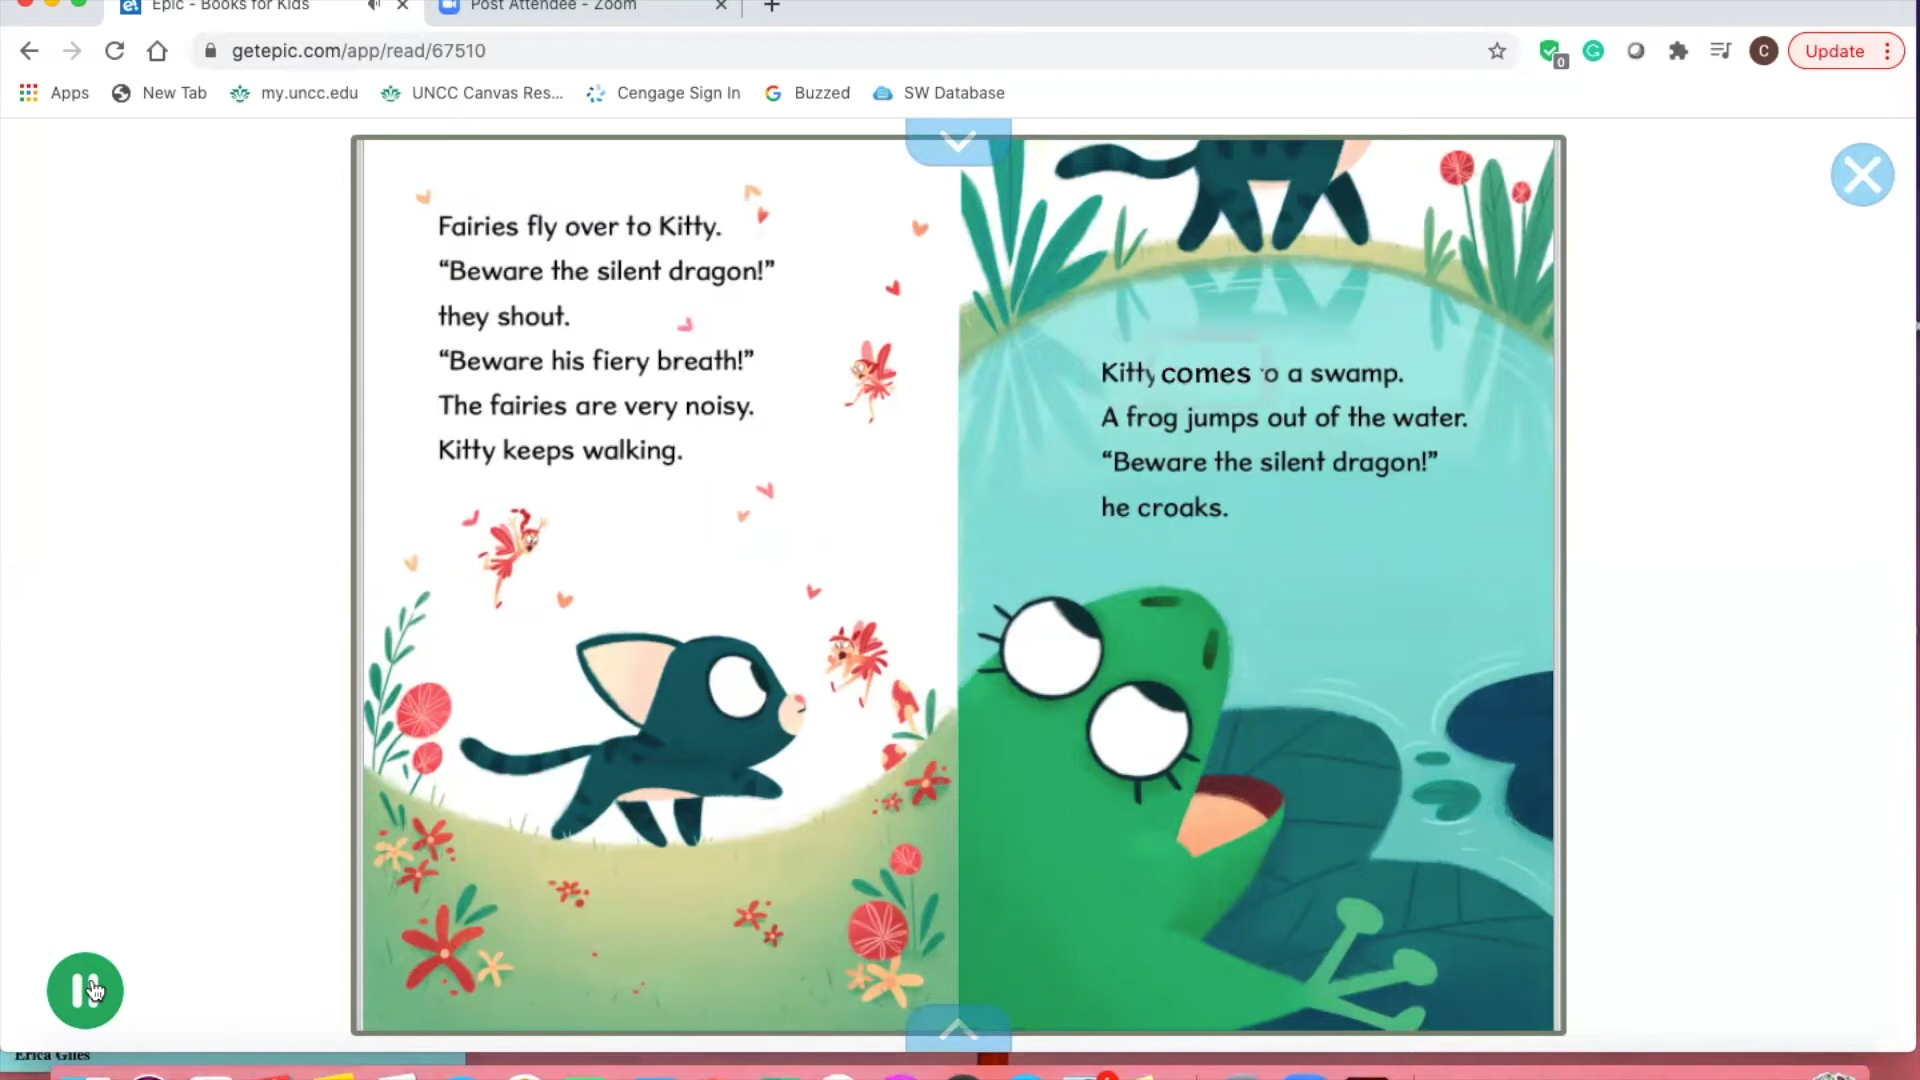 Epic - Books for Kids
Post Attendee - Zoom
getepic.com/app/read/67510
0
C
Update
Apps
New Tab
my.uncc.edu
UNCC Canvas Res...
Cengage Sign In
Buzzed
SW Database
Fairies fly over to Kitty.
“Beware the silent dragon!”
they shout.
“Beware his fiery breath!”
The fairies are very noisy.
Kitty keeps walking.
Kitty comes to a swamp.
A frog jumps out of the water.
“Beware the silent dragon!”
he croaks.
Erica Giles